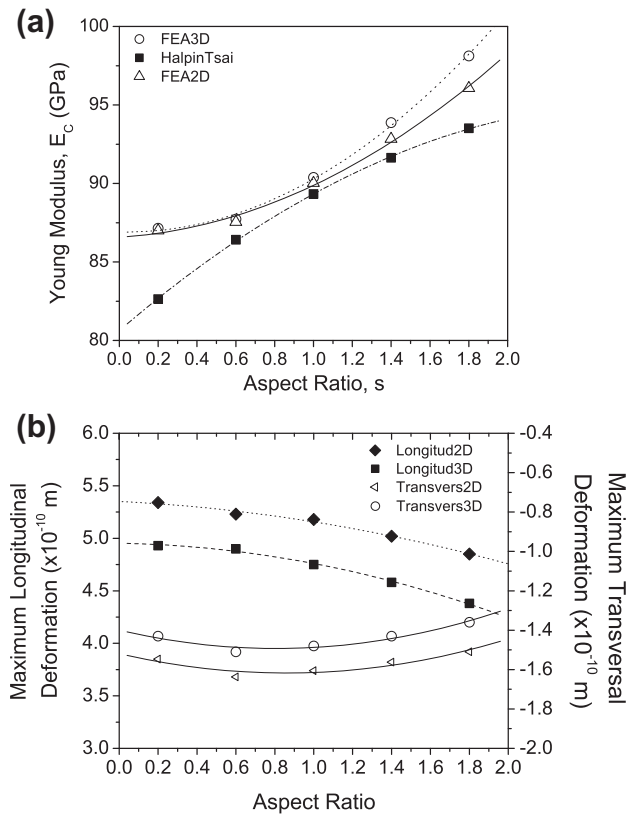 (a)
FEA3D
HalpinTsai
FEA2D
Young Modulus, E_C (GPa)
100
95
90
85
80
0.0 0.2 0.4 0.6 0.8 1.0 1.2 1.4 1.6 1.8 2.0
Aspect Ratio, s
(b)
Longitud2D
Longitud3D
Transvers2D
Transvers3D
Maximum Longitudinal
Deformation (x10⁻¹⁰ m)
6.0
5.5
5.0
4.5
4.0
3.5
3.0
-0.4
-0.6
-0.8
-1.0
-1.2
-1.4
-1.6
-1.8
-2.0
Maximum Transversal
Deformation (x10⁻¹⁰ m)
0.0 0.2 0.4 0.6 0.8 1.0 1.2 1.4 1.6 1.8 2.0
Aspect Ratio